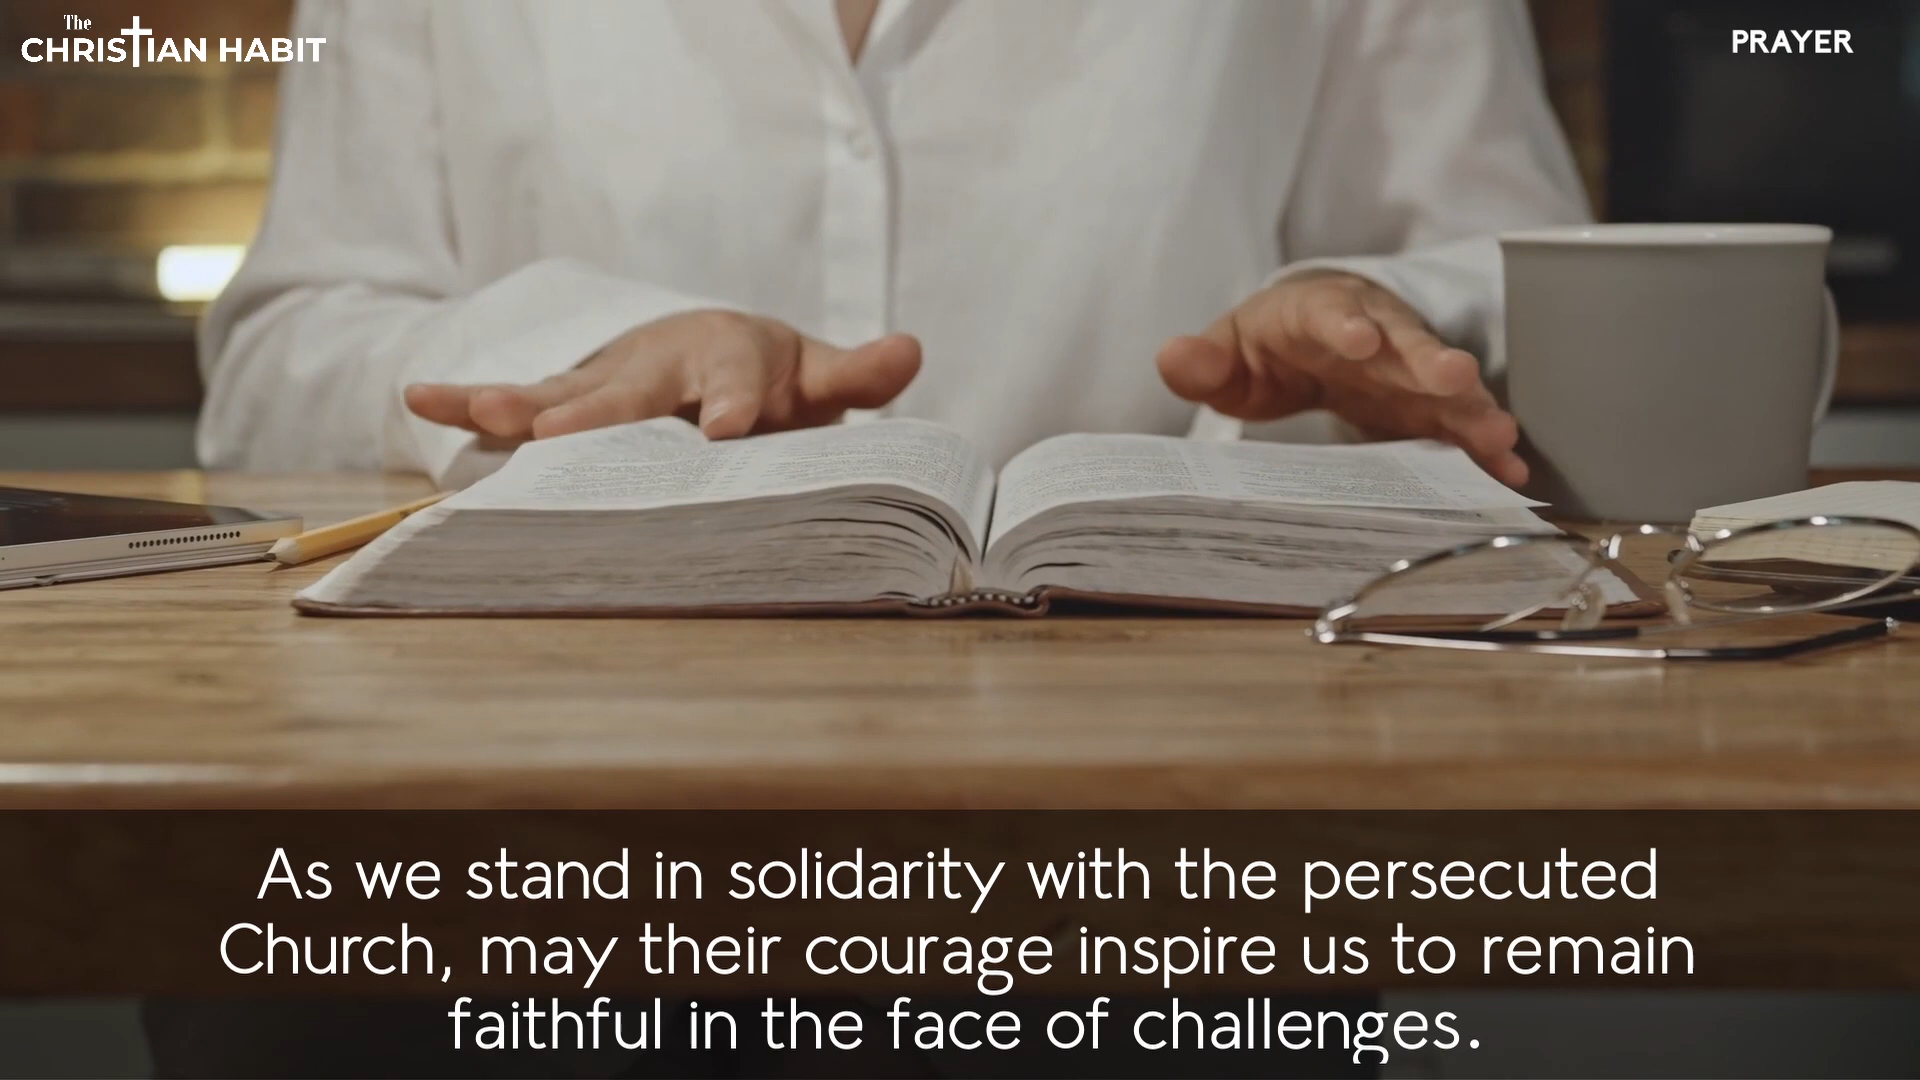 The
CHRISTIAN HABIT
PRAYER
As we stand in solidarity with the persecuted
Church, may their courage inspire us to remain
faithful in the face of challenges.